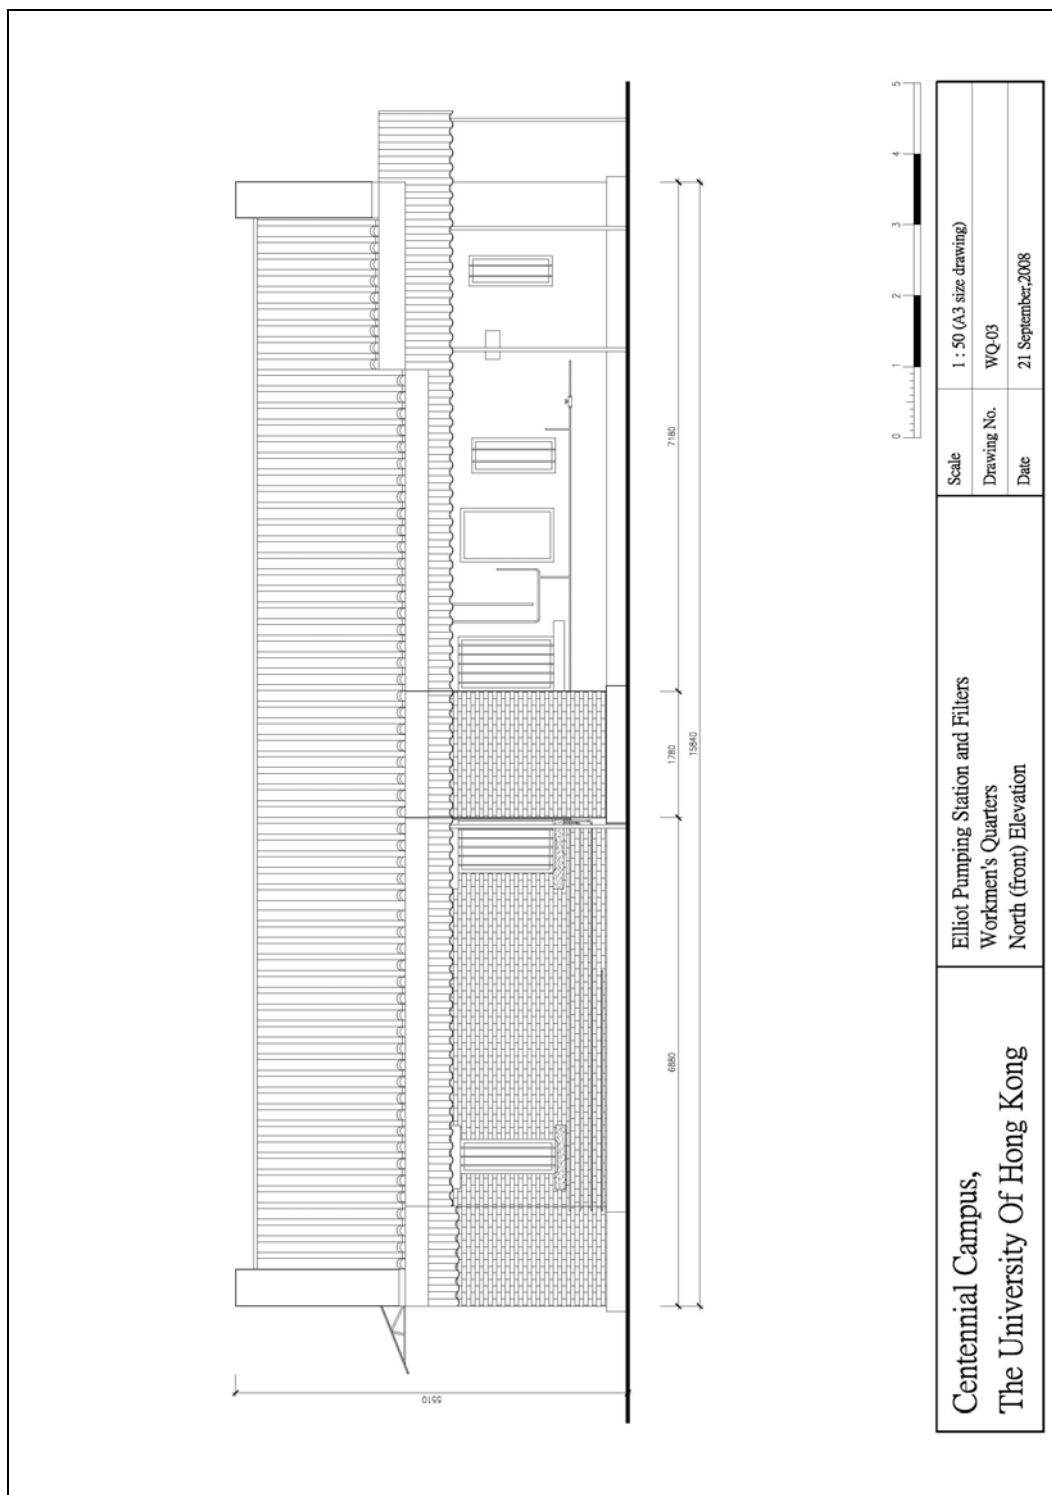 5510
6880
1780
7180
15840
0 1 2 3 4 5
Centennial Campus,
The University Of Hong Kong
Elliot Pumping Station and Filters
Workmen's Quarters
North (front) Elevation
Scale 1 : 50 (A3 size drawing)
Drawing No. WQ-03
Date 21 September,2008